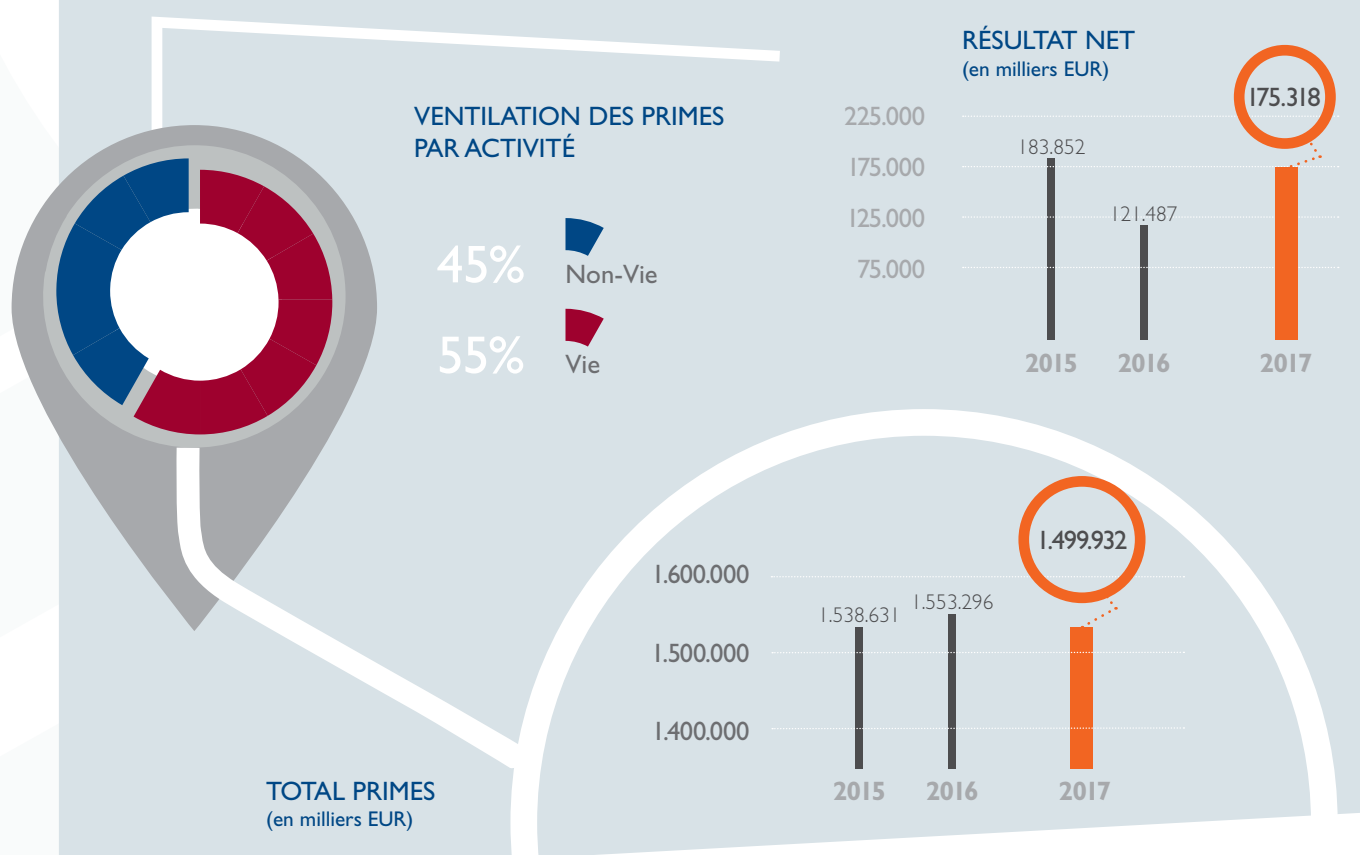 VENTILATION DES PRIMES
PAR ACTIVITÉ
45%
Non-Vie
55%
Vie
RÉSULTAT NET
(en milliers EUR)
225.000
175.000
125.000
75.000
183.852
121.487
175.318
2015 2016 2017
1.600.000
1.500.000
1.400.000
1.538.631
1.553.296
1.499.932
2015 2016 2017
TOTAL PRIMES
(en milliers EUR)